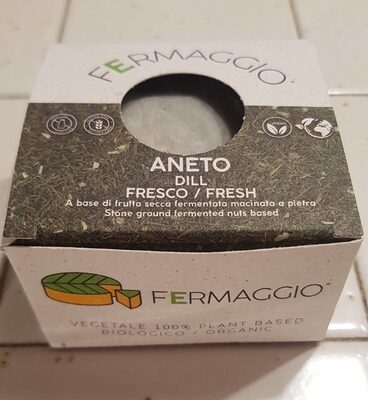 FERMAGGIO
ANETO
DILL
FRESCO / FRESH
A base di frutta secca fermentata macinata a pietra
Stone ground fermented nuts based
FERMAGGIO
VEGETALE 100% PLANT BASED
BIOLOGICO / ORGANIC